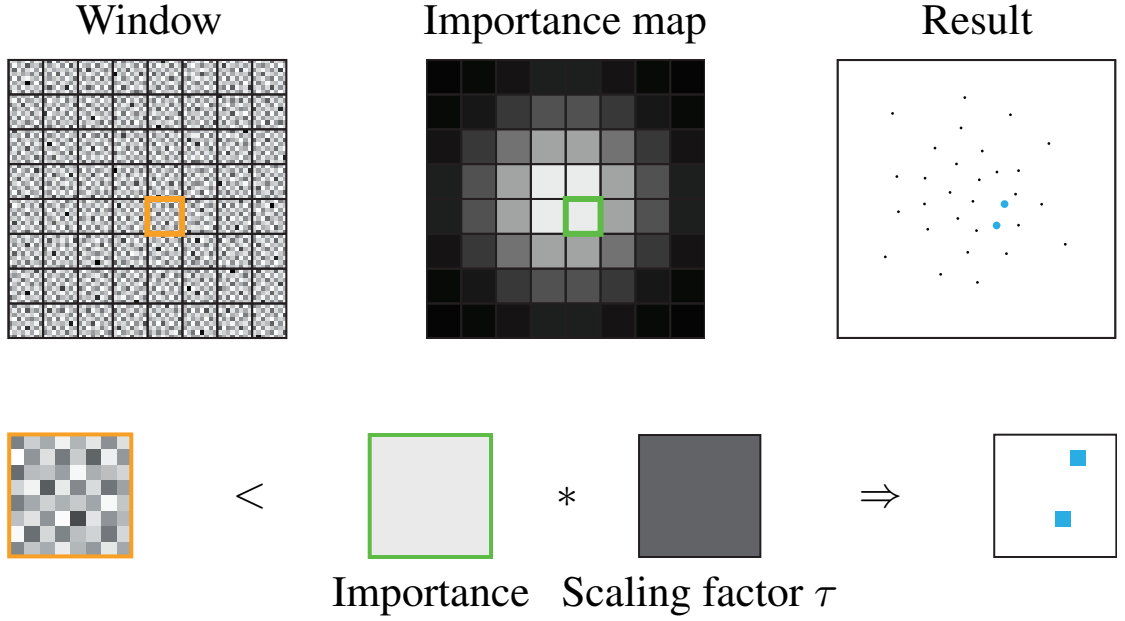 Window Importance map Result
< * ⇒
Importance Scaling factor τ